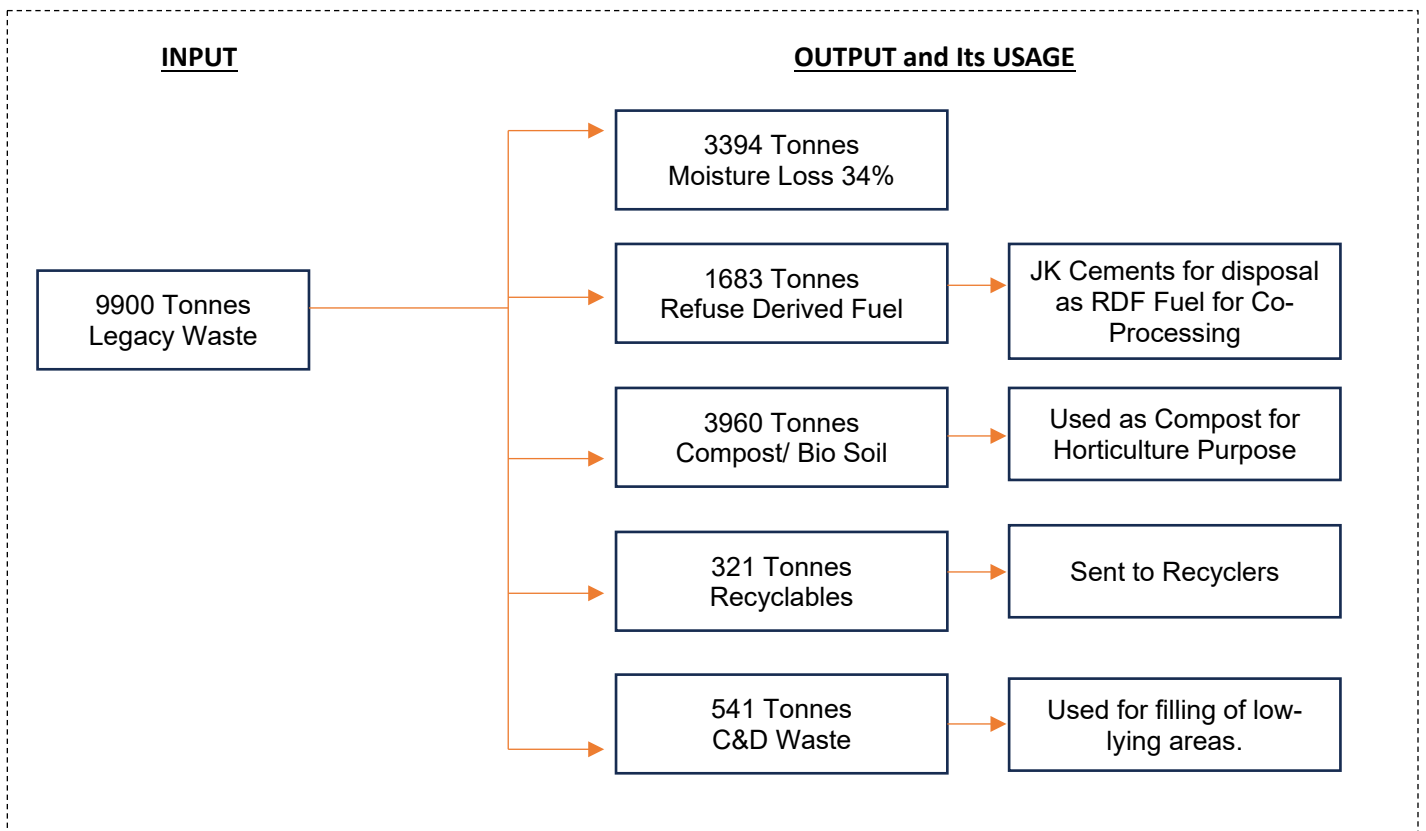 INPUT
OUTPUT and Its USAGE
3394 Tonnes
Moisture Loss 34%
9900 Tonnes
Legacy Waste
1683 Tonnes
Refuse Derived Fuel
JK Cements for disposal
as RDF Fuel for Co-
Processing
3960 Tonnes
Compost/ Bio Soil
Used as Compost for
Horticulture Purpose
321 Tonnes
Recyclables
Sent to Recyclers
541 Tonnes
C&D Waste
Used for filling of low-
lying areas.